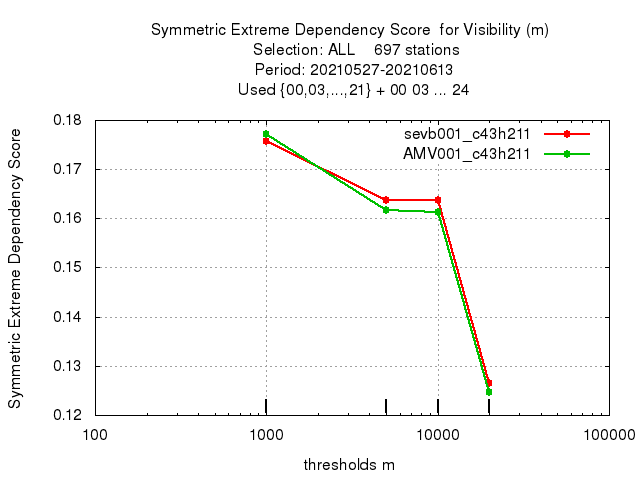 Symmetric Extreme Dependency Score  for Visibility (m)
Selection: ALL    697 stations
Period: 20210527-20210613
Used {00,03,...,21} + 00 03 ... 24
sevb001_c43h211
AMV001_c43h211
Symmetric Extreme Dependency Score
0.18
0.17
0.16
0.15
0.14
0.13
0.12
100 1000 10000 100000
thresholds m